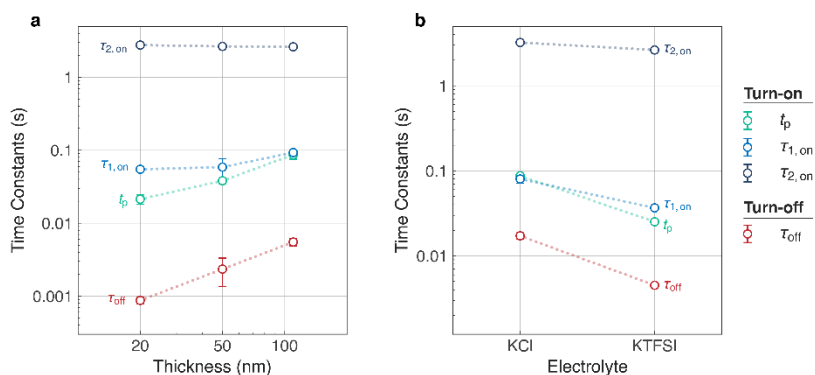 a
Time Constants (s)
1
0.1
0.01
0.001
τ2, on
τ1, on
tp
τoff
20
50
100
Thickness (nm)
b
Time Constants (s)
1
0.1
0.01
τ2, on
τ1, on
tp
τoff
KCl
KTFSI
Electrolyte
Turn-on
tp
τ1, on
τ2, on
Turn-off
τoff